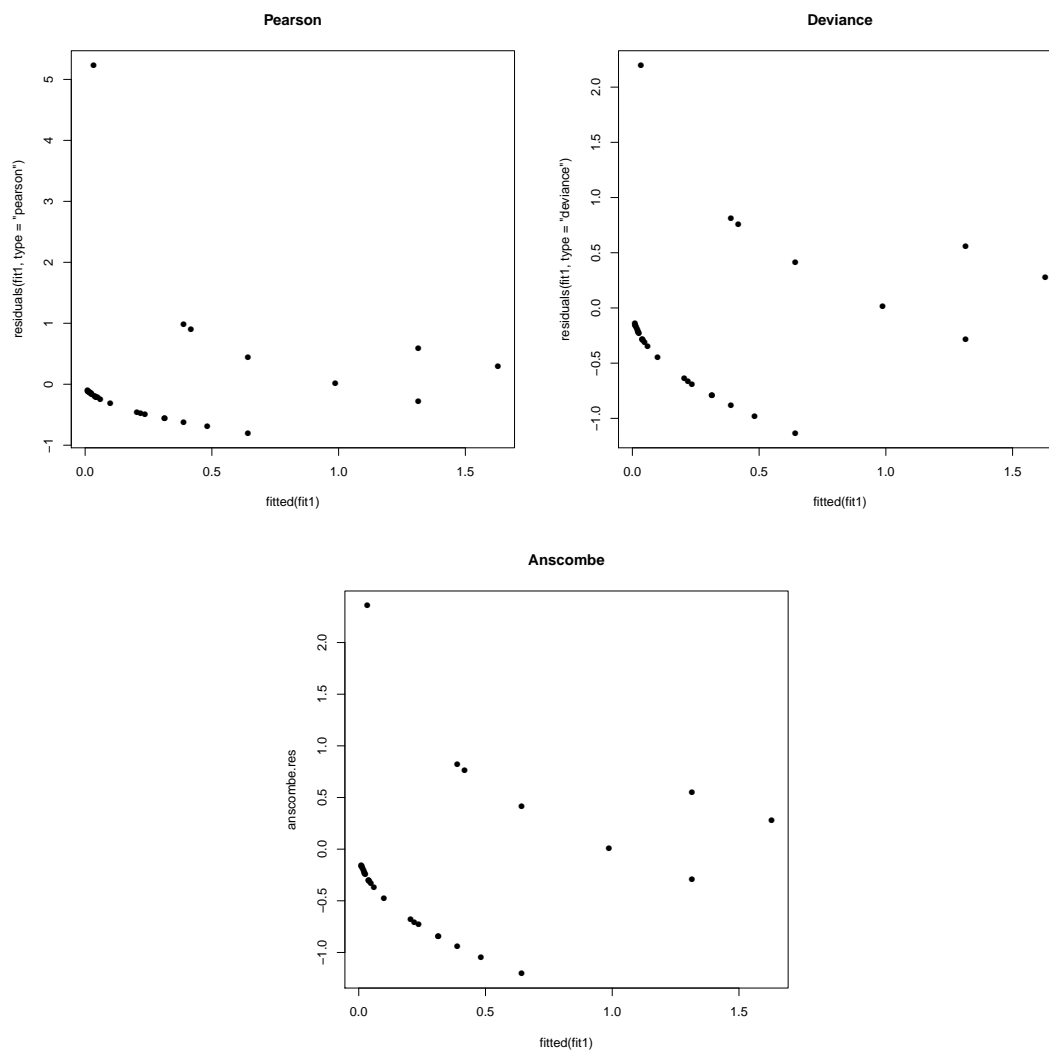 Pearson
residuals(fit1, type = "pearson")
5
4
3
2
1
0
−1
0.0 0.5 1.0 1.5
fitted(fit1)
Deviance
residuals(fit1, type = "deviance")
2.0
1.5
1.0
0.5
0.0
−0.5
−1.0
0.0 0.5 1.0 1.5
fitted(fit1)
Anscombe
anscombe.res
2.0
1.5
1.0
0.5
0.0
−0.5
−1.0
0.0 0.5 1.0 1.5
fitted(fit1)